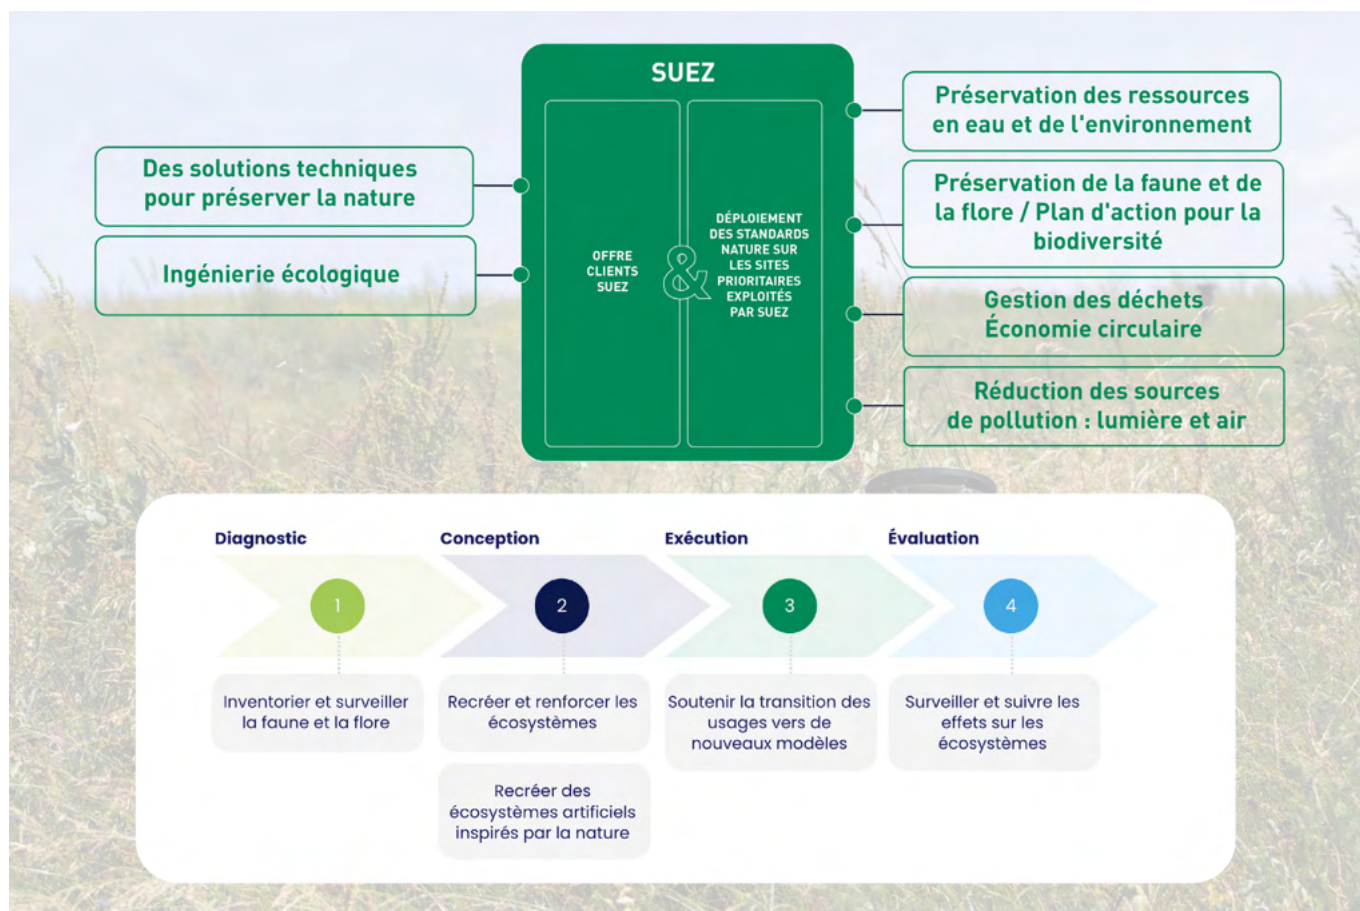 SUEZ
Des solutions techniques
pour préserver la nature
Ingénierie écologique
OFFRE
CLIENTS
SUEZ
&
DÉPLOIEMENT
DES STANDARDS
NATURE SUR
LES SITES
PRIORITAIRES
EXPLOITÉS
PAR SUEZ
Préservation des ressources
en eau et de l'environnement
Préservation de la faune et de
la flore / Plan d'action pour la
biodiversité
Gestion des déchets
Économie circulaire
Réduction des sources
de pollution : lumière et air
Diagnostic
Conception
Exécution
Évaluation
1
2
3
4
Inventorier et surveiller
la faune et la flore
Recréer et renforcer les
écosystèmes
Recréer des
écosystèmes artificiels
inspirés par la nature
Soutenir la transition des
usages vers de
nouveaux modèles
Surveiller et suivre les
effets sur les
écosystèmes